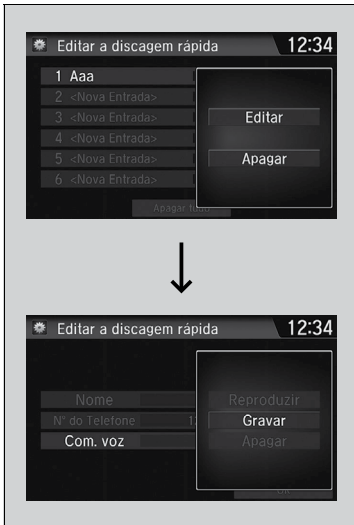 Editar a discagem rápida 12:34
1 Aaa
2 <Nova Entrada>
3 <Nova Entrada>
4 <Nova Entrada>
5 <Nova Entrada>
6 <Nova Entrada>
Editar
Apagar
Apagar tudo
Editar a discagem rápida 12:34
Nome
Nº do Telefone
Com. voz
Reproduzir
Gravar
Apagar
OK